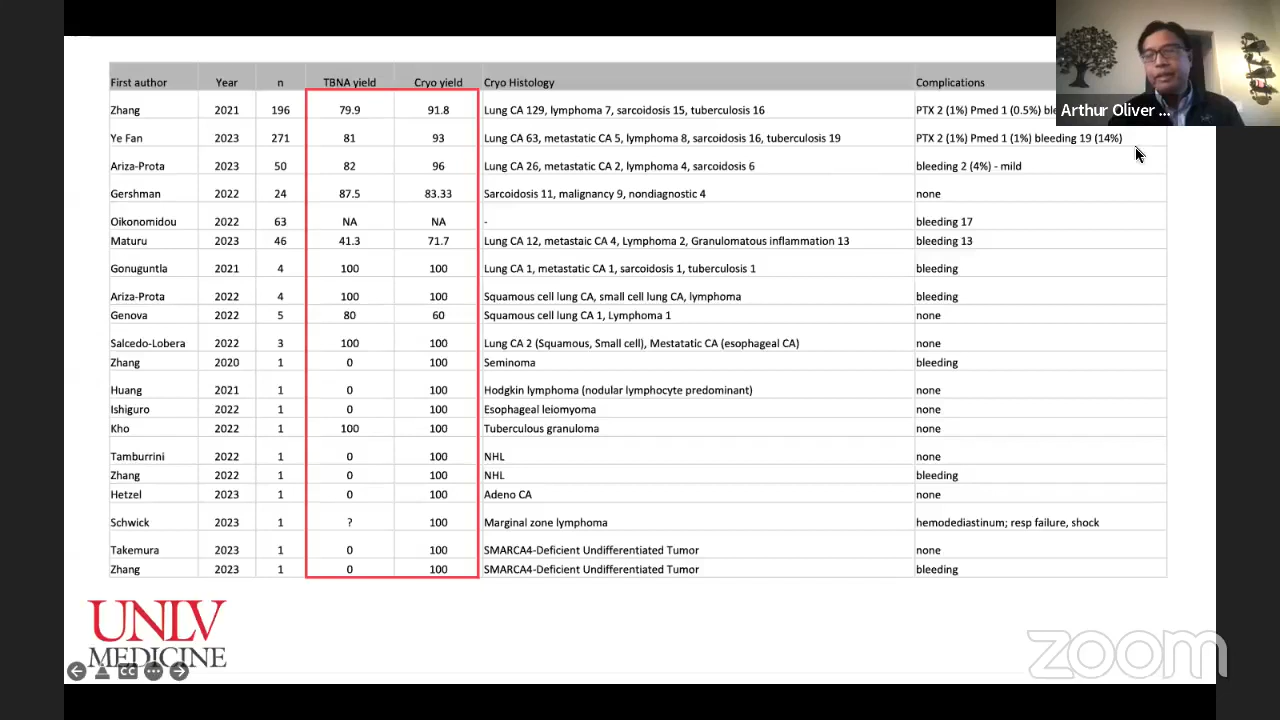 First author Year n TBNA yield Cryo yield Cryo Histology Complications
Zhang 2021 196 79.9 91.8 Lung CA 129, lymphoma 7, sarcoidosis 15, tuberculosis 16 PTX 2 (1%) Pmed 1 (0.5%)
Arthur Oliver ...
Ye Fan 2023 271 81 93 Lung CA 63, metastatic CA 5, lymphoma 8, sarcoidosis 16, tuberculosis 19 PTX 2 (1%) Pmed 1 (1%) bleeding 19 (14%)
Ariza-Prota 2023 50 82 96 Lung CA 26, metastatic CA 2, lymphoma 4, sarcoidosis 6 bleeding 2 (4%) - mild
Gershman 2022 24 87.5 83.33 Sarcoidosis 11, malignancy 9, nondiagnostic 4 none
Oikonomidou 2022 63 NA NA - bleeding 17
Maturu 2023 46 41.3 71.7 Lung CA 12, metastaic CA 4, Lymphoma 2, Granulomatous inflammation 13 bleeding 13
Gonuguntla 2021 4 100 100 Lung CA 1, metastatic CA 1, sarcoidosis 1, tuberculosis 1 bleeding
Ariza-Prota 2022 4 100 100 Squamous cell lung CA, small cell lung CA, lymphoma bleeding
Genova 2022 5 80 60 Squamous cell lung CA 1, Lymphoma 1 none
Salcedo-Lobera 2022 3 100 100 Lung CA 2 (Squamous, Small cell), Mestatatic CA (esophageal CA) none
Zhang 2020 1 0 100 Seminoma bleeding
Huang 2021 1 0 100 Hodgkin lymphoma (nodular lymphocyte predominant) none
Ishiguro 2022 1 0 100 Esophageal leiomyoma none
Kho 2022 1 100 100 Tuberculous granuloma none
Tamburrini 2022 1 0 100 NHL none
Zhang 2022 1 0 100 NHL bleeding
Hetzel 2023 1 0 100 Adeno CA none
Schwick 2023 1 ? 100 Marginal zone lymphoma hemodediastinum; resp failure, shock
Takemura 2023 1 0 100 SMARCA4-Deficient Undifferentiated Tumor none
Zhang 2023 1 0 100 SMARCA4-Deficient Undifferentiated Tumor bleeding
UNLV
MEDICINE
CC
zoom